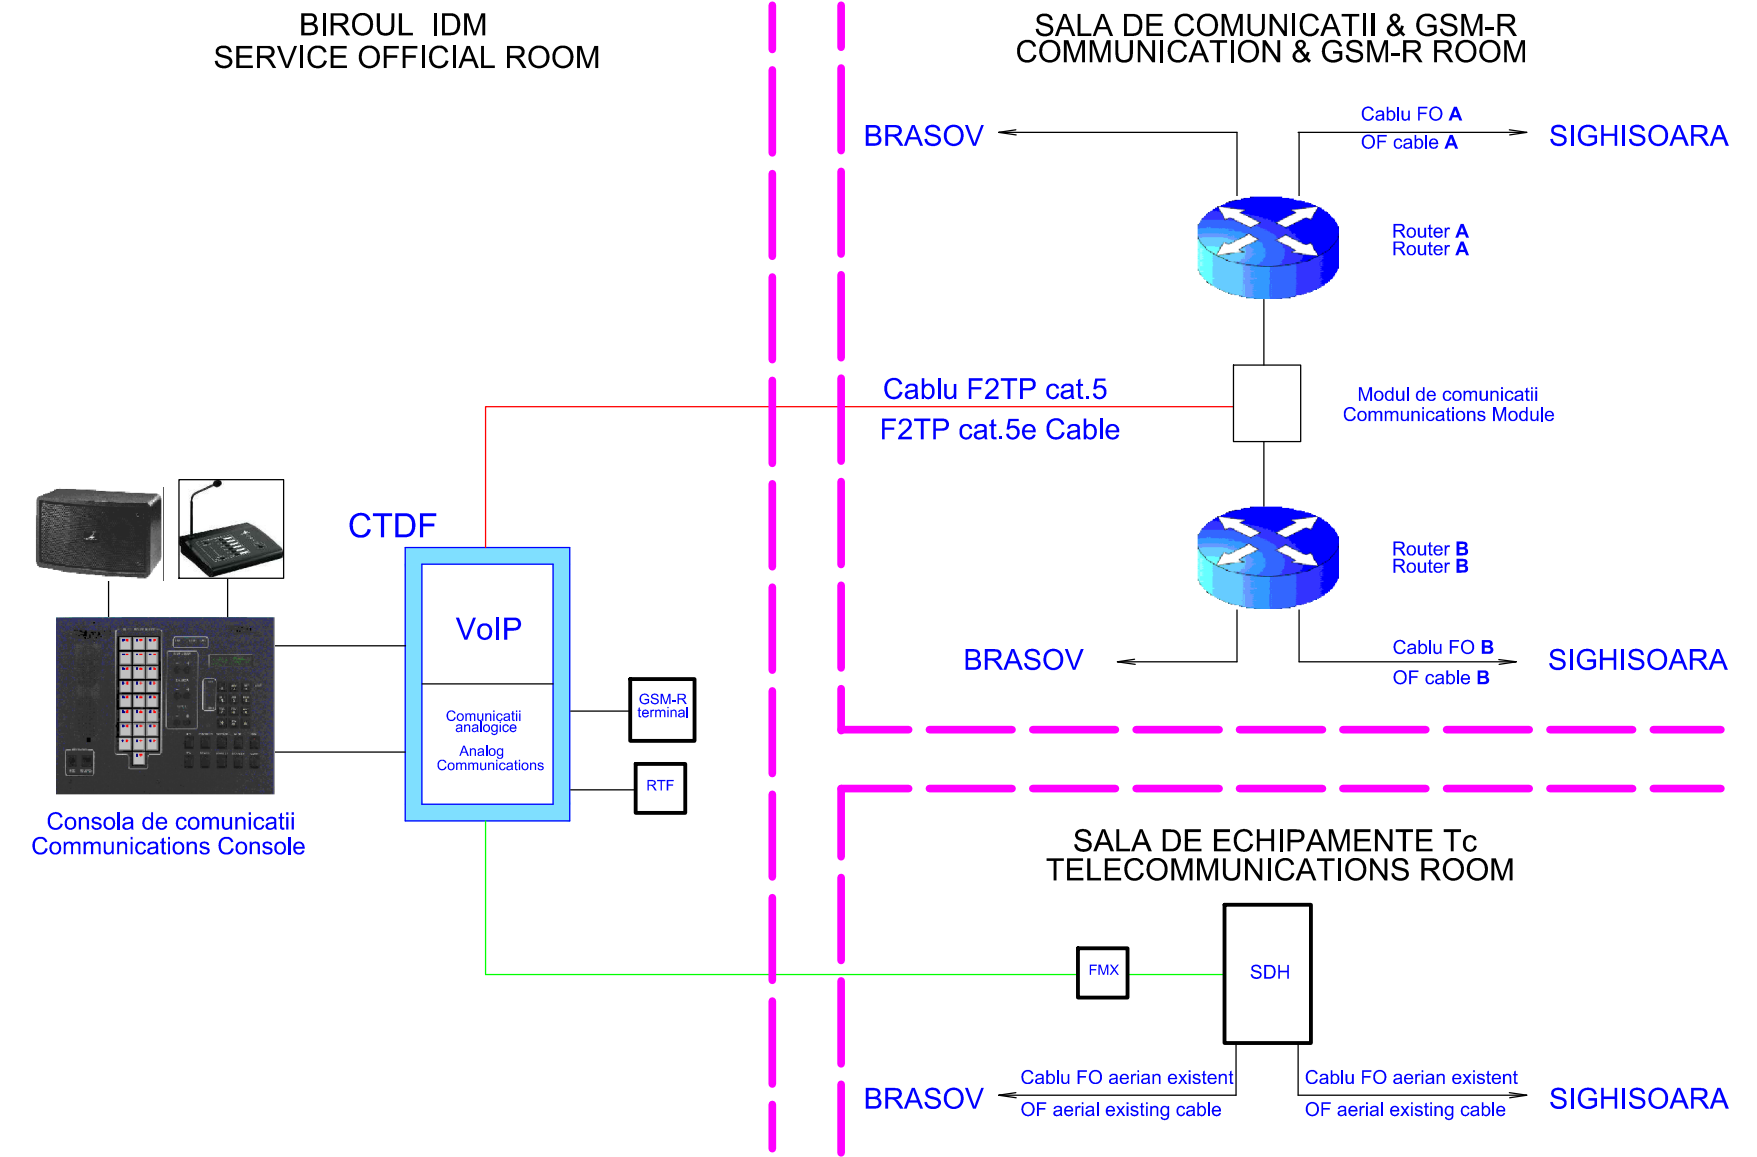 BIROUL IDM
SERVICE OFFICIAL ROOM
SALA DE COMUNICATII & GSM-R
COMMUNICATION & GSM-R ROOM
BRASOV
Cablu FO A
OF cable A
SIGHISOARA
Router A
Router A
Cablu F2TP cat.5
F2TP cat.5e Cable
Modul de comunicatii
Communications Module
CTDF
VoIP
Comunicatii
analogice
Analog
Communications
GSM-R
terminal
RTF
Consola de comunicatii
Communications Console
Router B
Router B
BRASOV
Cablu FO B
OF cable B
SIGHISOARA
SALA DE ECHIPAMENTE Tc
TELECOMMUNICATIONS ROOM
FMX
SDH
BRASOV
Cablu FO aerian existent
OF aerial existing cable
Cablu FO aerian existent
OF aerial existing cable
SIGHISOARA